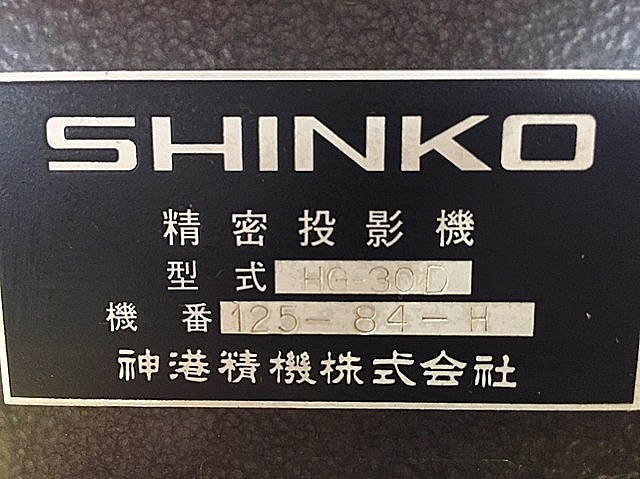 SHINKO
精密投影機
型式 HG-30D
機番 125-84-H
神港精機株式会社